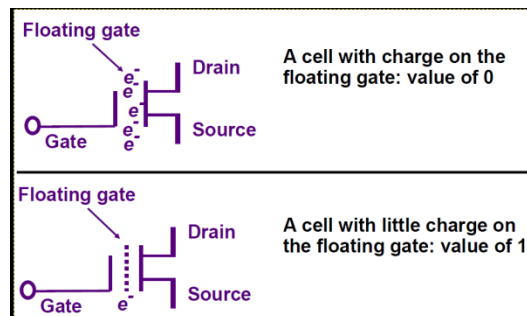 Floating gate
e-
e-
e-
e-
e-
Drain
Source
Gate
A cell with charge on the
floating gate: value of 0
Floating gate
e-
Drain
Source
Gate
A cell with little charge on
the floating gate: value of 1